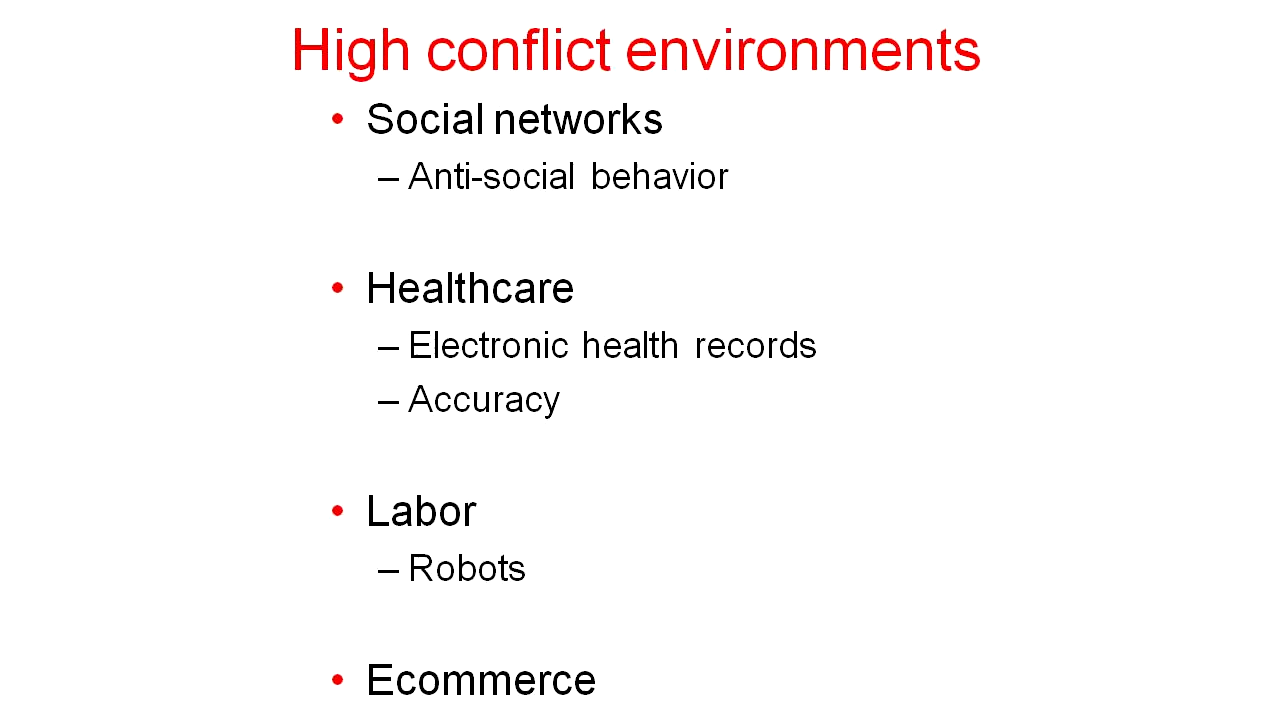 High conflict environments
• Social networks
– Anti-social behavior
• Healthcare
– Electronic health records
– Accuracy
• Labor
– Robots
• Ecommerce